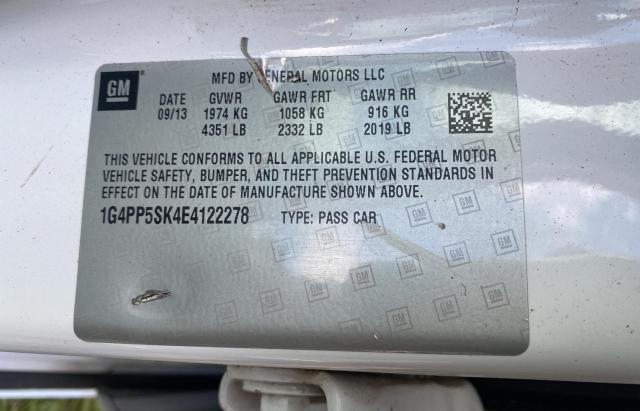 GM
MFD BY GENERAL MOTORS LLC
DATE GVWR GAWR FRT GAWR RR
09/13 1974 KG 1058 KG 916 KG
4351 LB 2332 LB 2019 LB
THIS VEHICLE CONFORMS TO ALL APPLICABLE U.S. FEDERAL MOTOR
VEHICLE SAFETY, BUMPER, AND THEFT PREVENTION STANDARDS IN
EFFECT ON THE DATE OF MANUFACTURE SHOWN ABOVE.
1G4PP5SK4E4122278 TYPE: PASS CAR